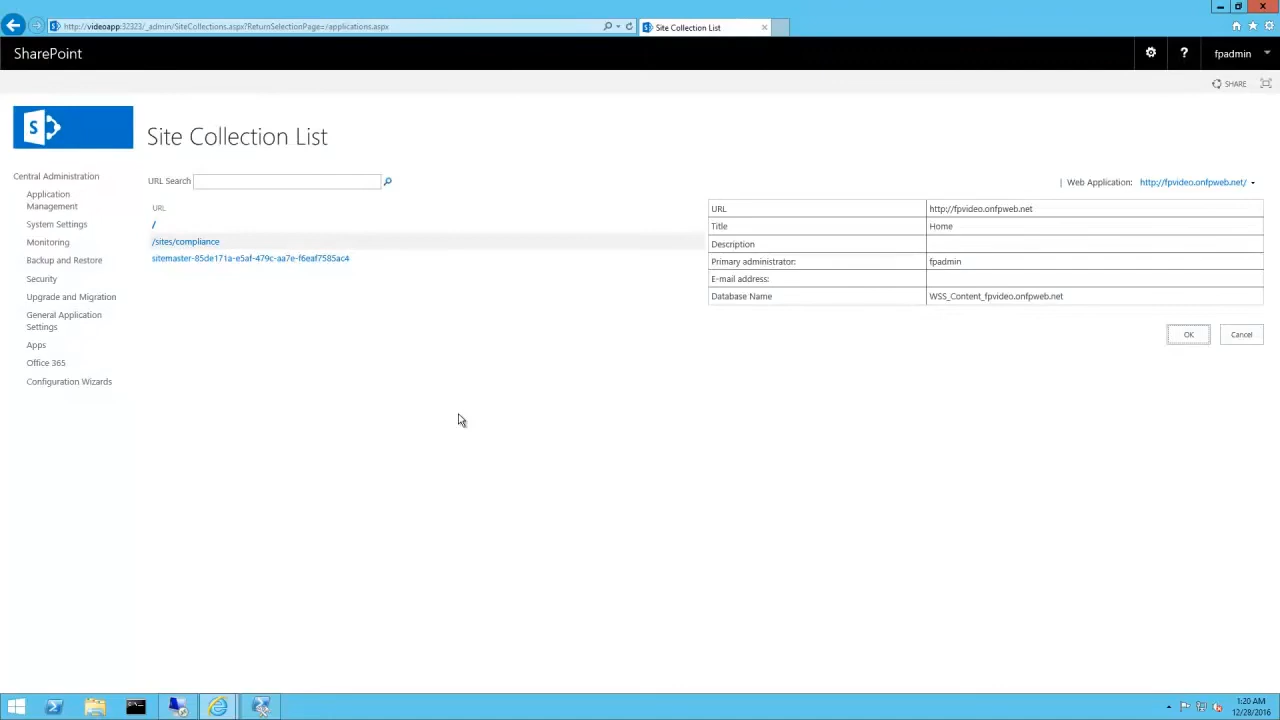 http://videoapp:32323/_admin/SiteCollections.aspx?ReturnSelectionPage=/applications.aspx
Site Collection List
SharePoint
?
fpadmin
SHARE
S
Site Collection List
Central Administration
Application
Management
System Settings
Monitoring
Backup and Restore
Security
Upgrade and Migration
General Application
Settings
Apps
Office 365
Configuration Wizards
URL Search
| Web Application: http://fpvideo.onfpweb.net/
URL
/
/sites/compliance
sitemaster-85de171a-e5af-479c-aa7e-f6eaf7585ac4
URL http://fpvideo.onfpweb.net
Title Home
Description
Primary administrator: fpadmin
E-mail address:
Database Name WSS_Content_fpvideo.onfpweb.net
OK Cancel
1:20 AM
12/28/2016